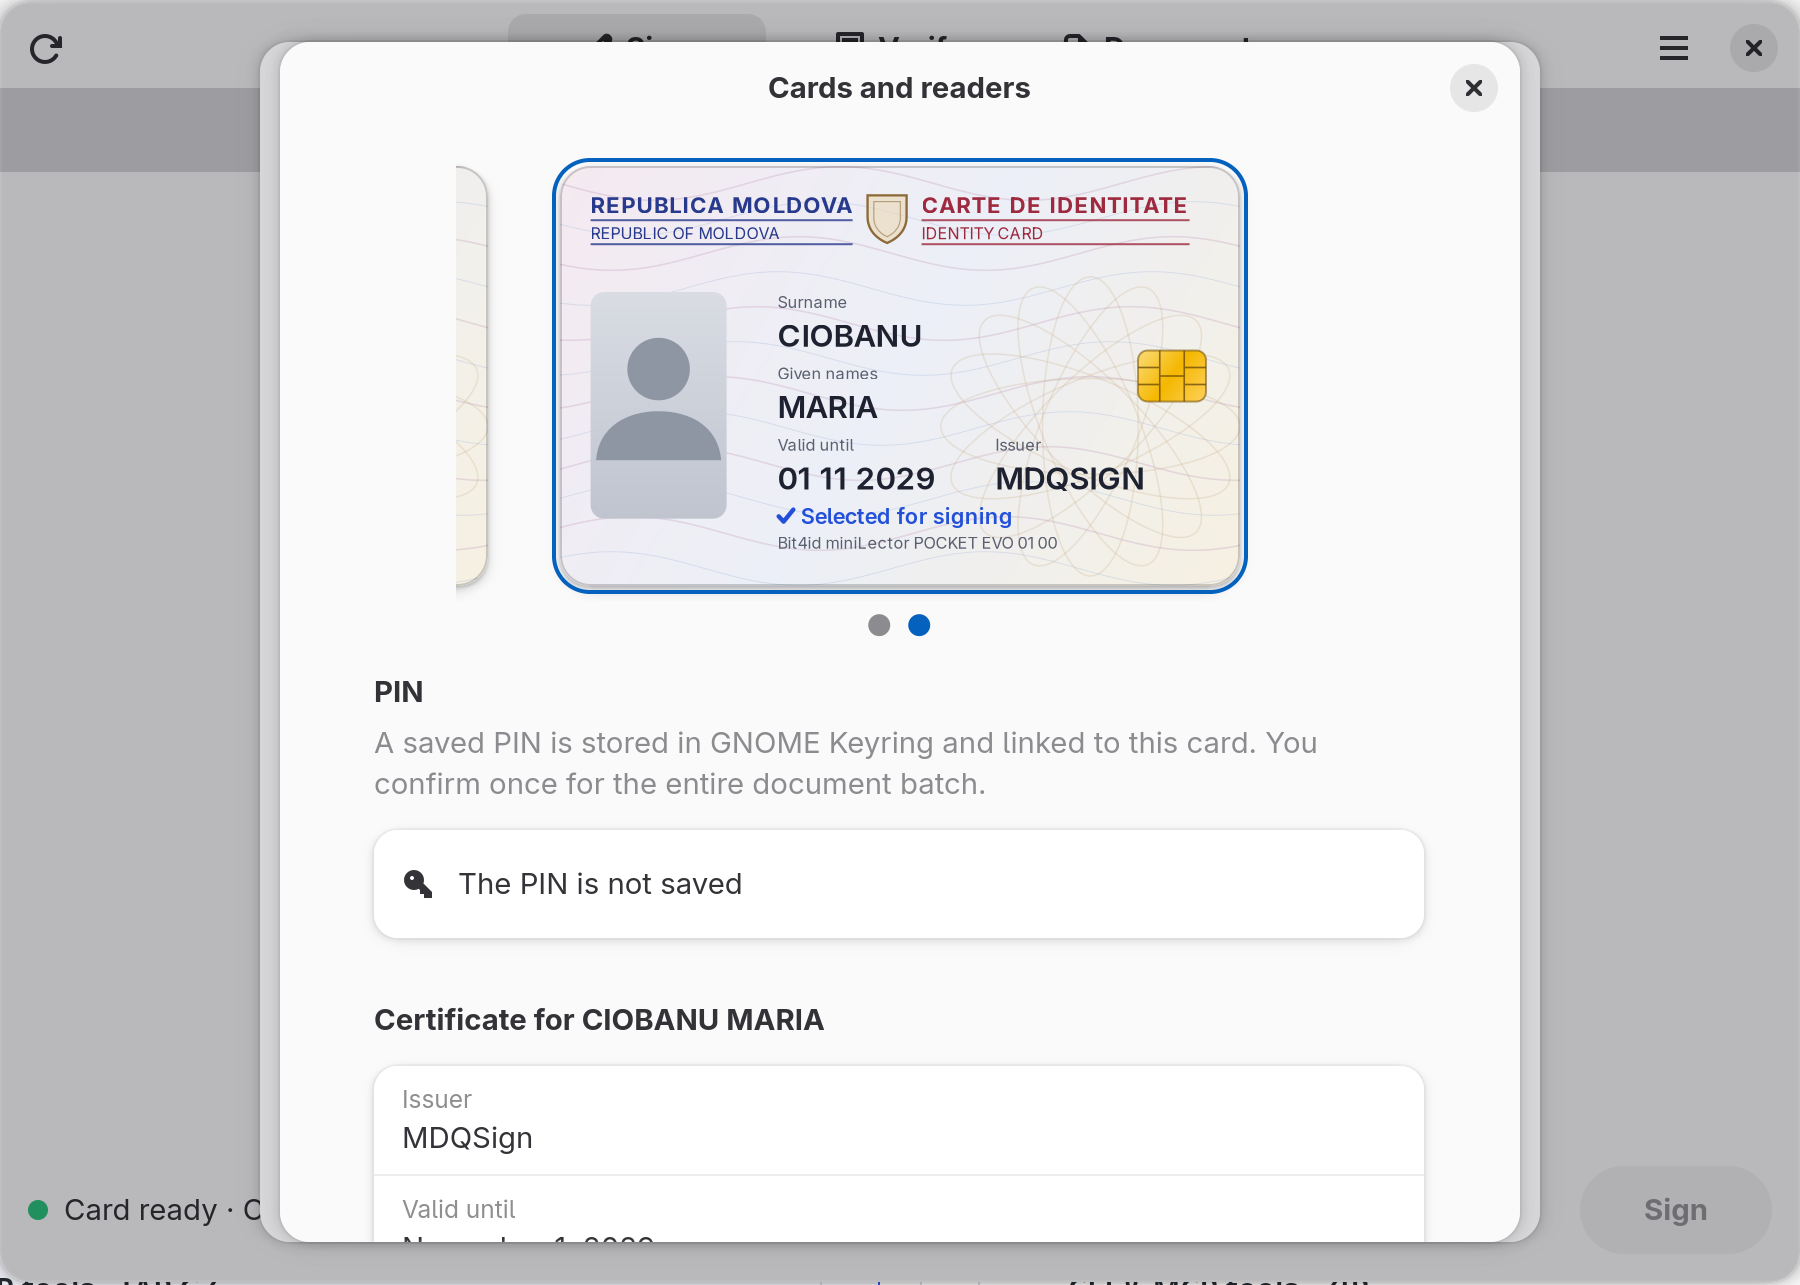 Cards and readers
REPUBLICA MOLDOVA
REPUBLIC OF MOLDOVA
CARTE DE IDENTITATE
IDENTITY CARD
Surname
CIOBANU
Given names
MARIA
Valid until
01 11 2029
Issuer
MDQSIGN
Selected for signing
Bit4id miniLector POCKET EVO 01 00
PIN
A saved PIN is stored in GNOME Keyring and linked to this card. You
confirm once for the entire document batch.
The PIN is not saved
Certificate for CIOBANU MARIA
Issuer
MDQSign
Valid until
Card ready ·
Sign